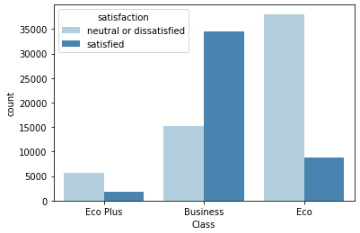 satisfaction
neutral or dissatisfied
satisfied
35000
30000
25000
20000
15000
10000
5000
0
count
Eco Plus
Business
Eco
Class